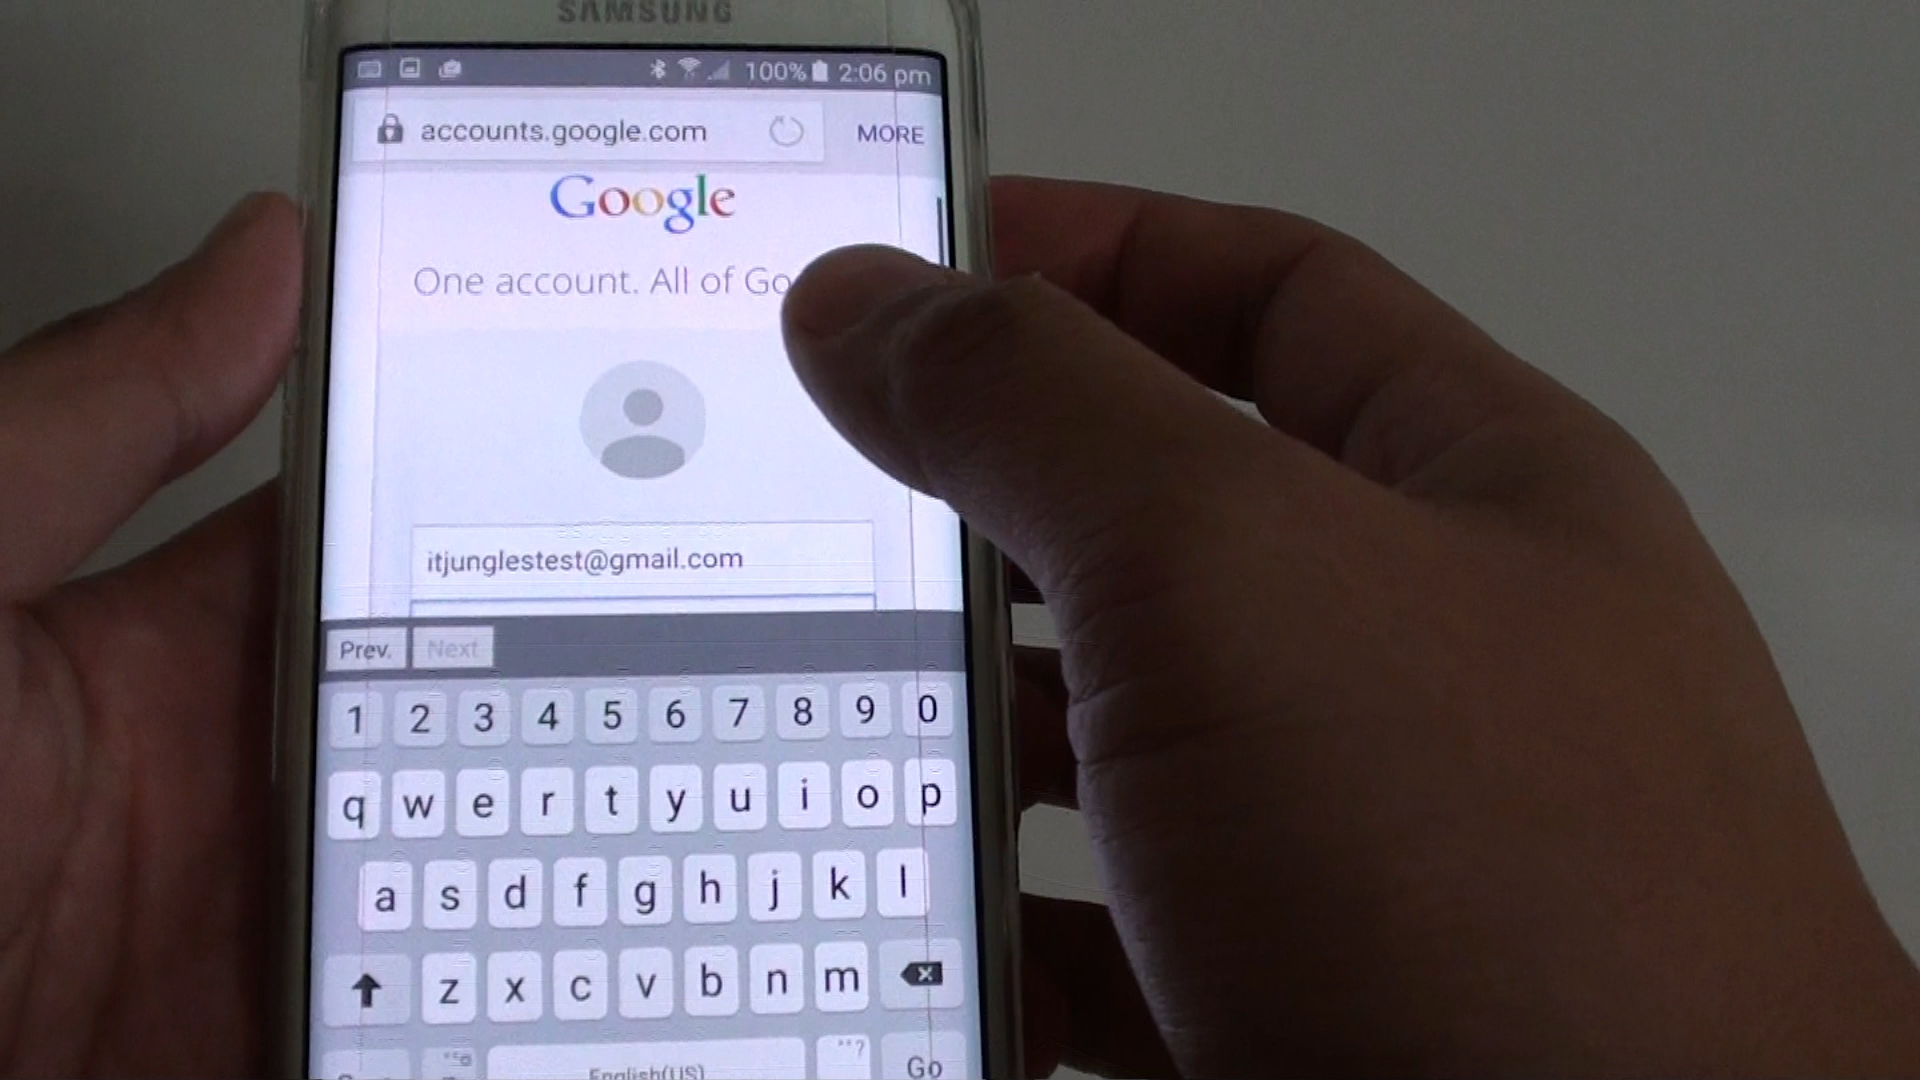 SAMSUNG
100% 2:06 pm
accounts.google.com MORE
Google
One account. All of Go
itjunglestest@gmail.com
Prev. Next
1 2 3 4 5 6 7 8 9 0
q w e r t y u i o p
a s d f g h j k l
z x c v b n m
English(US) Go